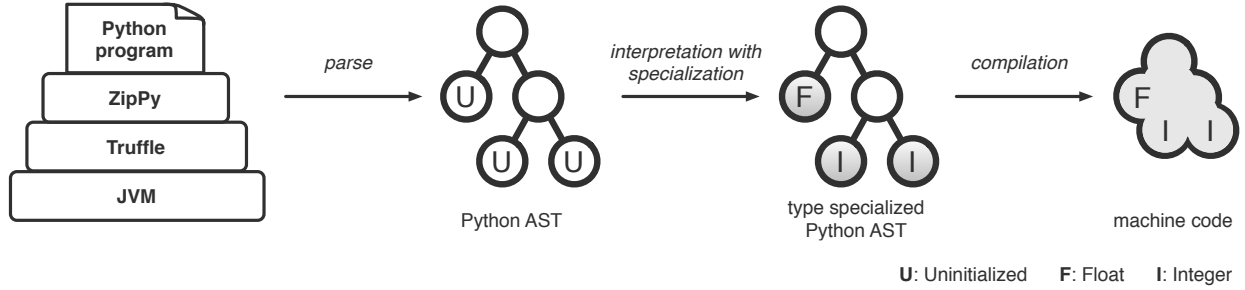 Python
program
ZipPy
Truffle
JVM
parse
U
U
U
Python AST
interpretation with
specialization
F
I
I
type specialized
Python AST
compilation
F
I
I
machine code
U: Uninitialized F: Float I: Integer